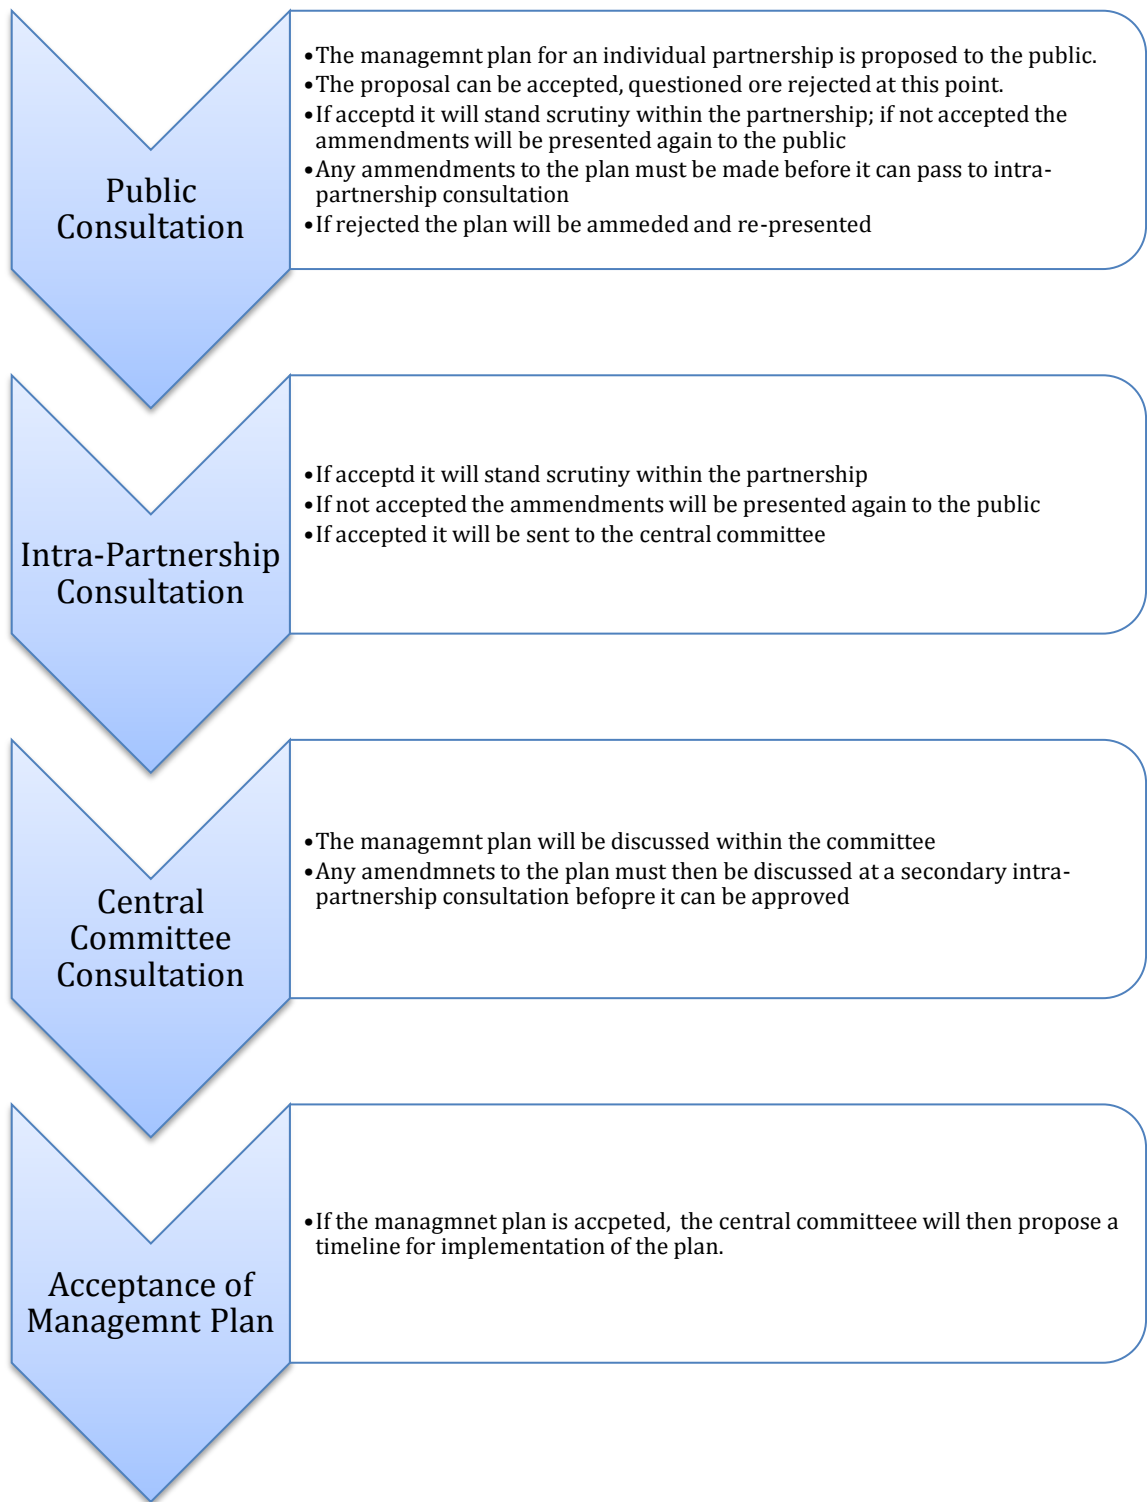 Public
Consultation
•The managemnt plan for an individual partnership is proposed to the public.
•The proposal can be accepted, questioned ore rejected at this point.
•If acceptd it will stand scrutiny within the partnership; if not accepted the
ammendments will be presented again to the public
•Any ammendments to the plan must be made before it can pass to intra-
partnership consultation
•If rejected the plan will be ammeded and re-presented
Intra-Partnership
Consultation
•If acceptd it will stand scrutiny within the partnership
•If not accepted the ammendments will be presented again to the public
•If accepted it will be sent to the central committee
Central
Committee
Consultation
•The managemnt plan will be discussed within the committee
•Any amendmnets to the plan must then be discussed at a secondary intra-
partnership consultation befopre it can be approved
Acceptance of
Managemnt Plan
•If the managmnet plan is accpeted, the central committeee will then propose a
timeline for implementation of the plan.